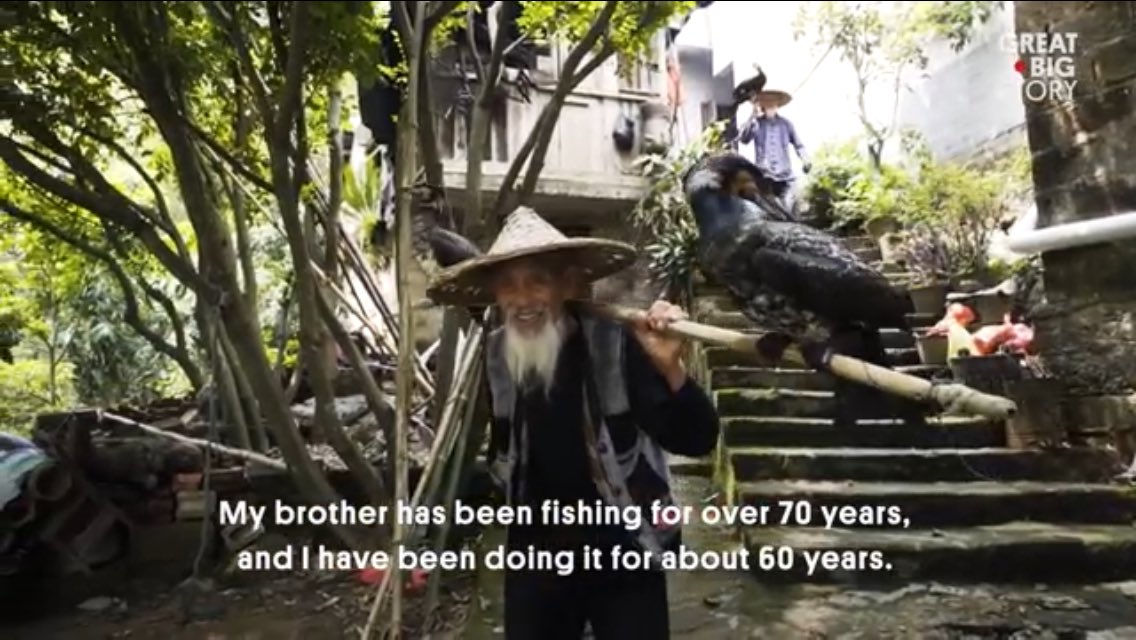 GREAT
BIG
STORY
My brother has been fishing for over 70 years,
and I have been doing it for about 60 years.